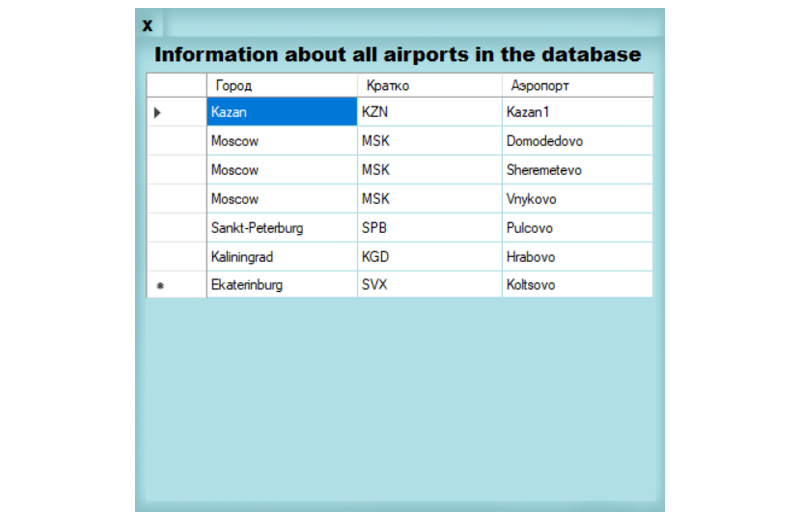 x
Information about all airports in the database
Город Кратко Аэропорт
Kazan KZN Kazan1
Moscow MSK Domodedovo
Moscow MSK Sheremetevo
Moscow MSK Vnykovo
Sankt-Peterburg SPB Pulcovo
Kaliningrad KGD Hrabovo
Ekaterinburg SVX Koltsovo